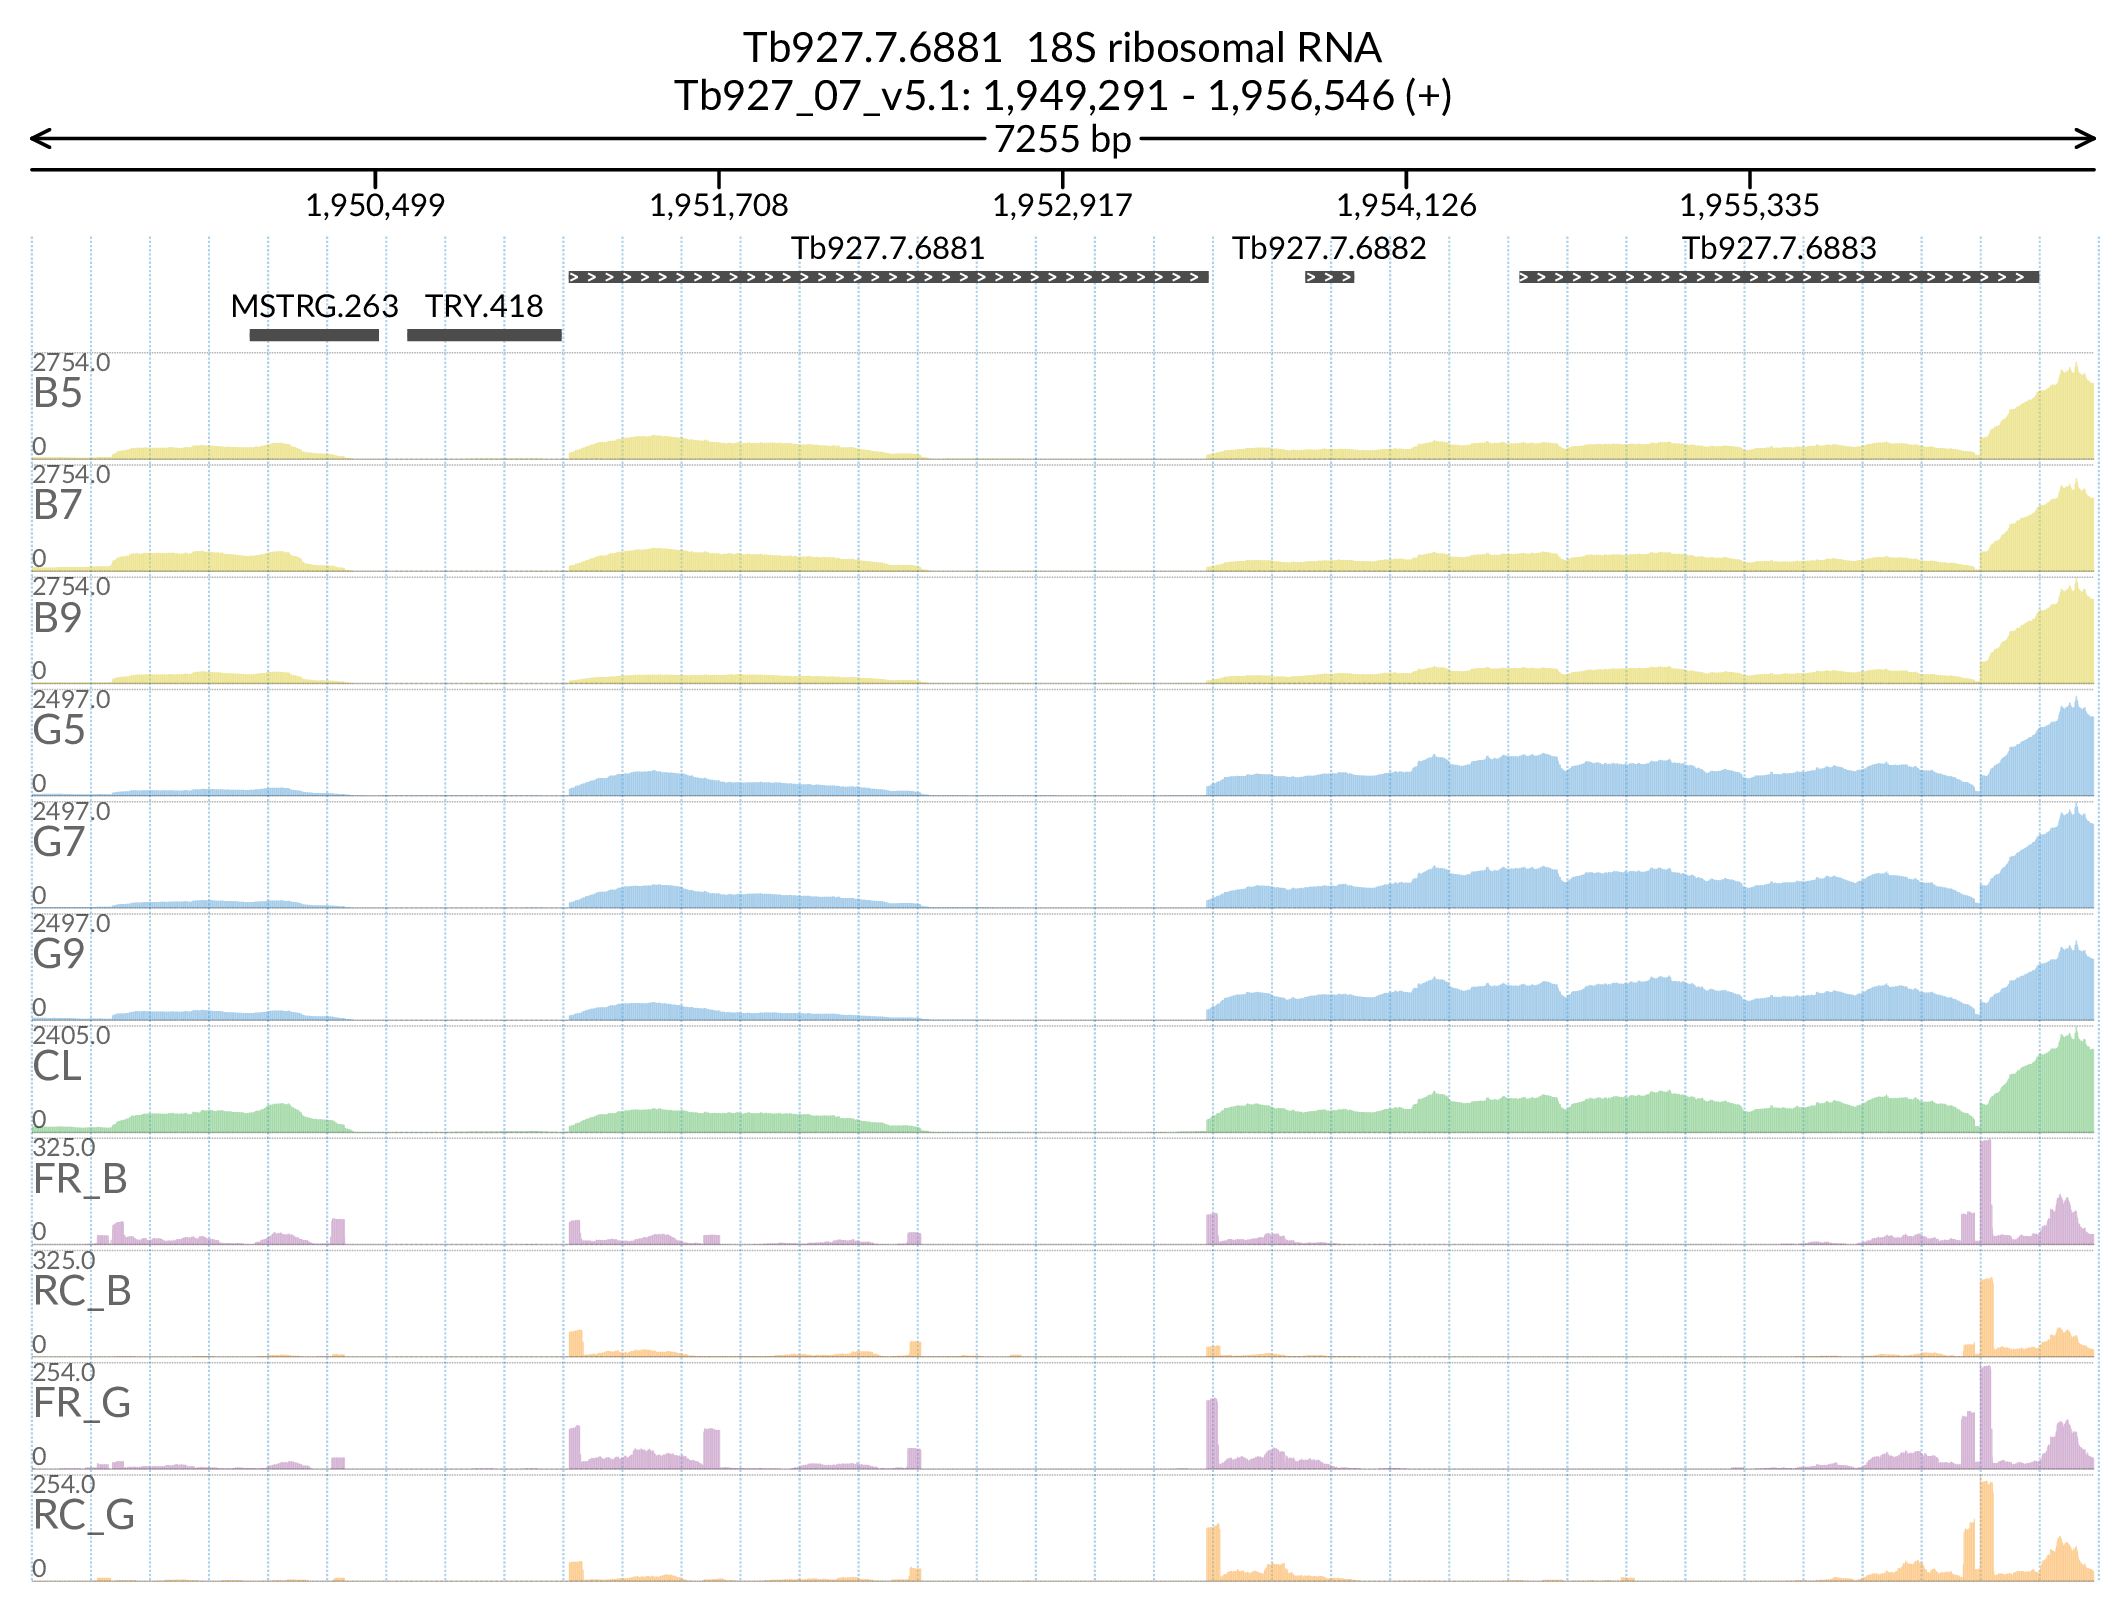 Tb927.7.6881 18S ribosomal RNA
Tb927_07_v5.1: 1,949,291 - 1,956,546 (+)
7255 bp
1,950,499 1,951,708 1,952,917 1,954,126 1,955,335
Tb927.7.6881 Tb927.7.6882 Tb927.7.6883
MSTRG.263 TRY.418
2754.0
B5
0
2754.0
B7
0
2754.0
B9
0
2497.0
G5
0
2497.0
G7
0
2497.0
G9
0
2405.0
CL
0
325.0
FR_B
0
325.0
RC_B
0
254.0
FR_G
0
254.0
RC_G
0